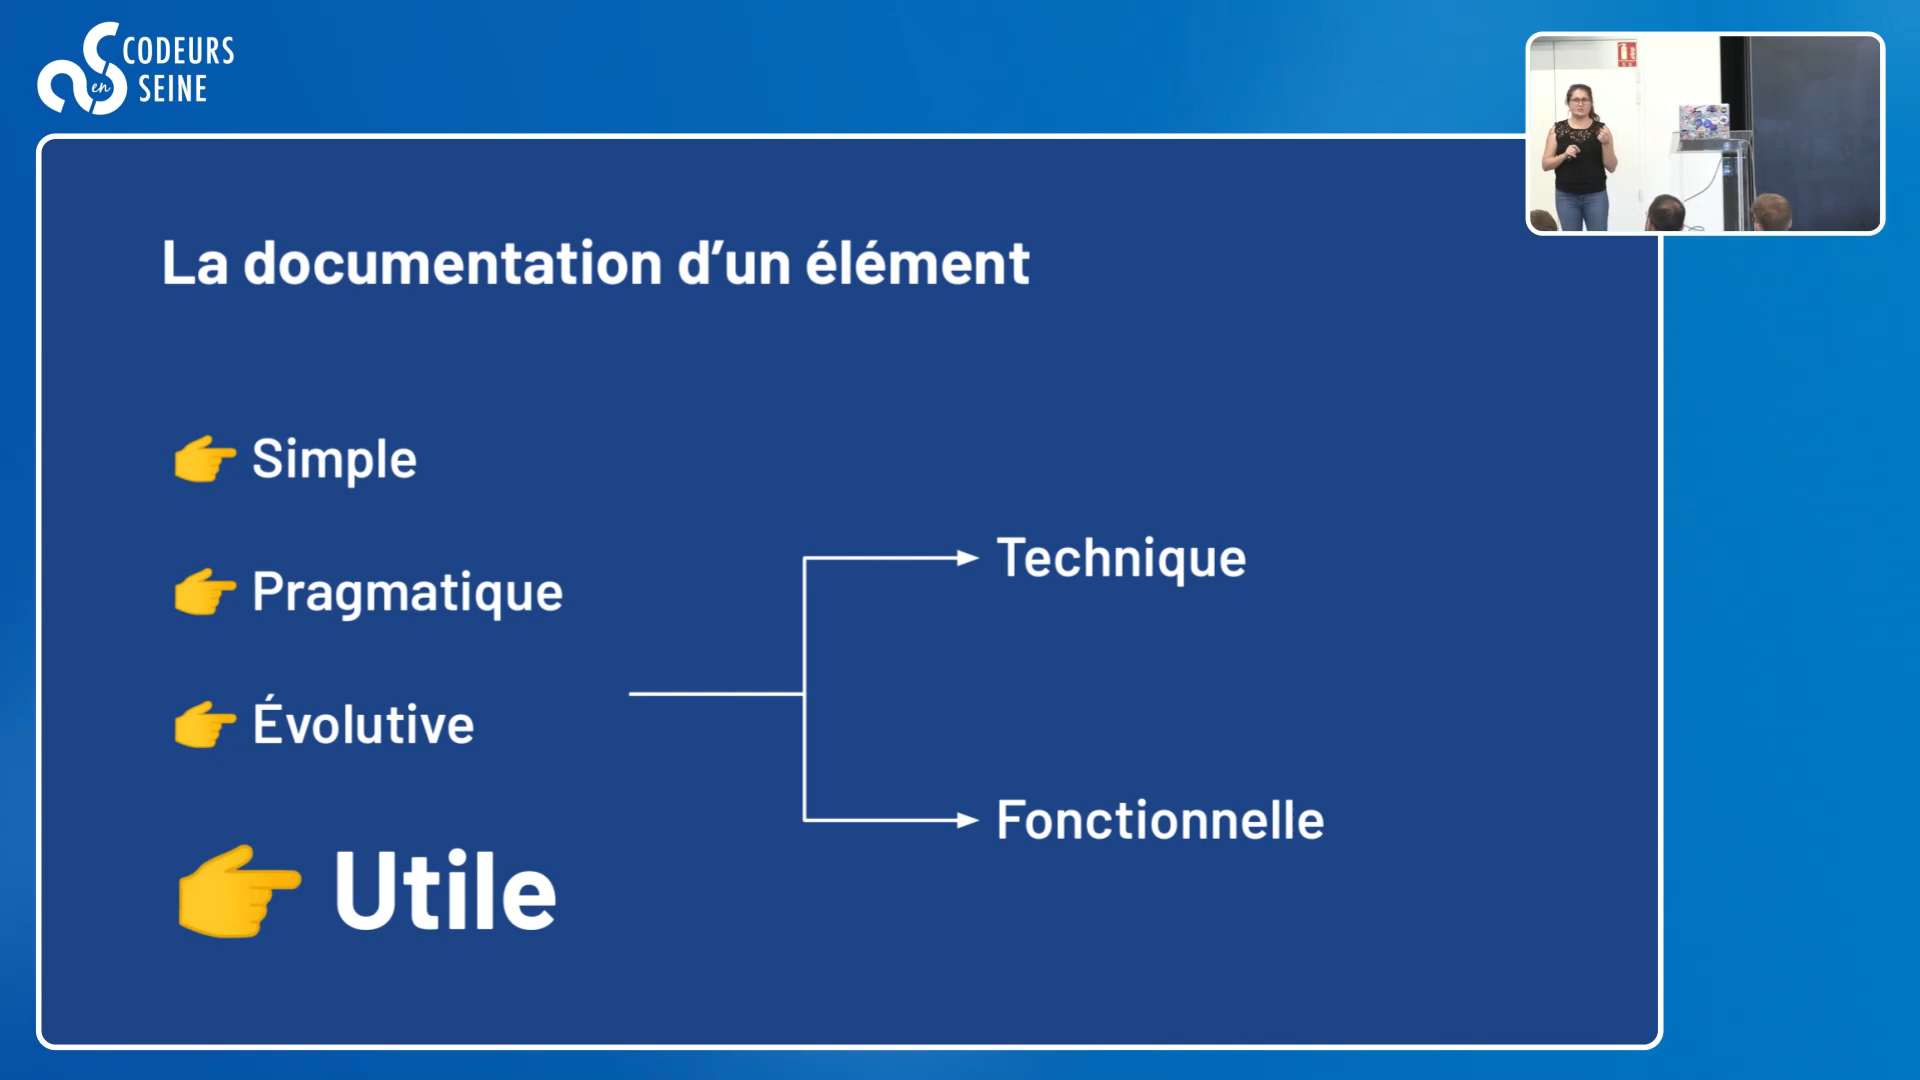 CODEURS
en
SEINE
La documentation d'un élément
👉 Simple
👉 Pragmatique
👉 Évolutive
👉 Utile
Technique
Fonctionnelle